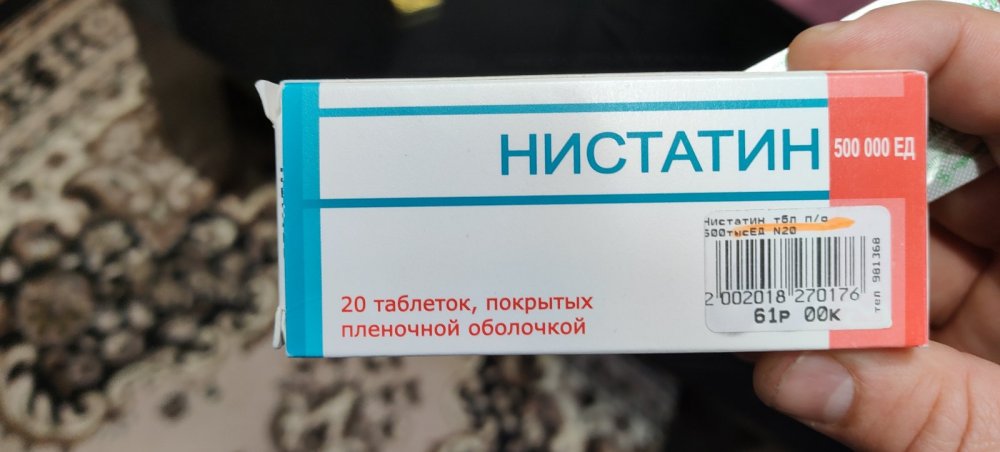 НИСТАТИН
500 000 ЕД
Нистатин тбл п/о
500тысЕД N20
2 002018 270176
тел 981368
61р 00к
20 таблеток, покрытых
пленочной оболочкой